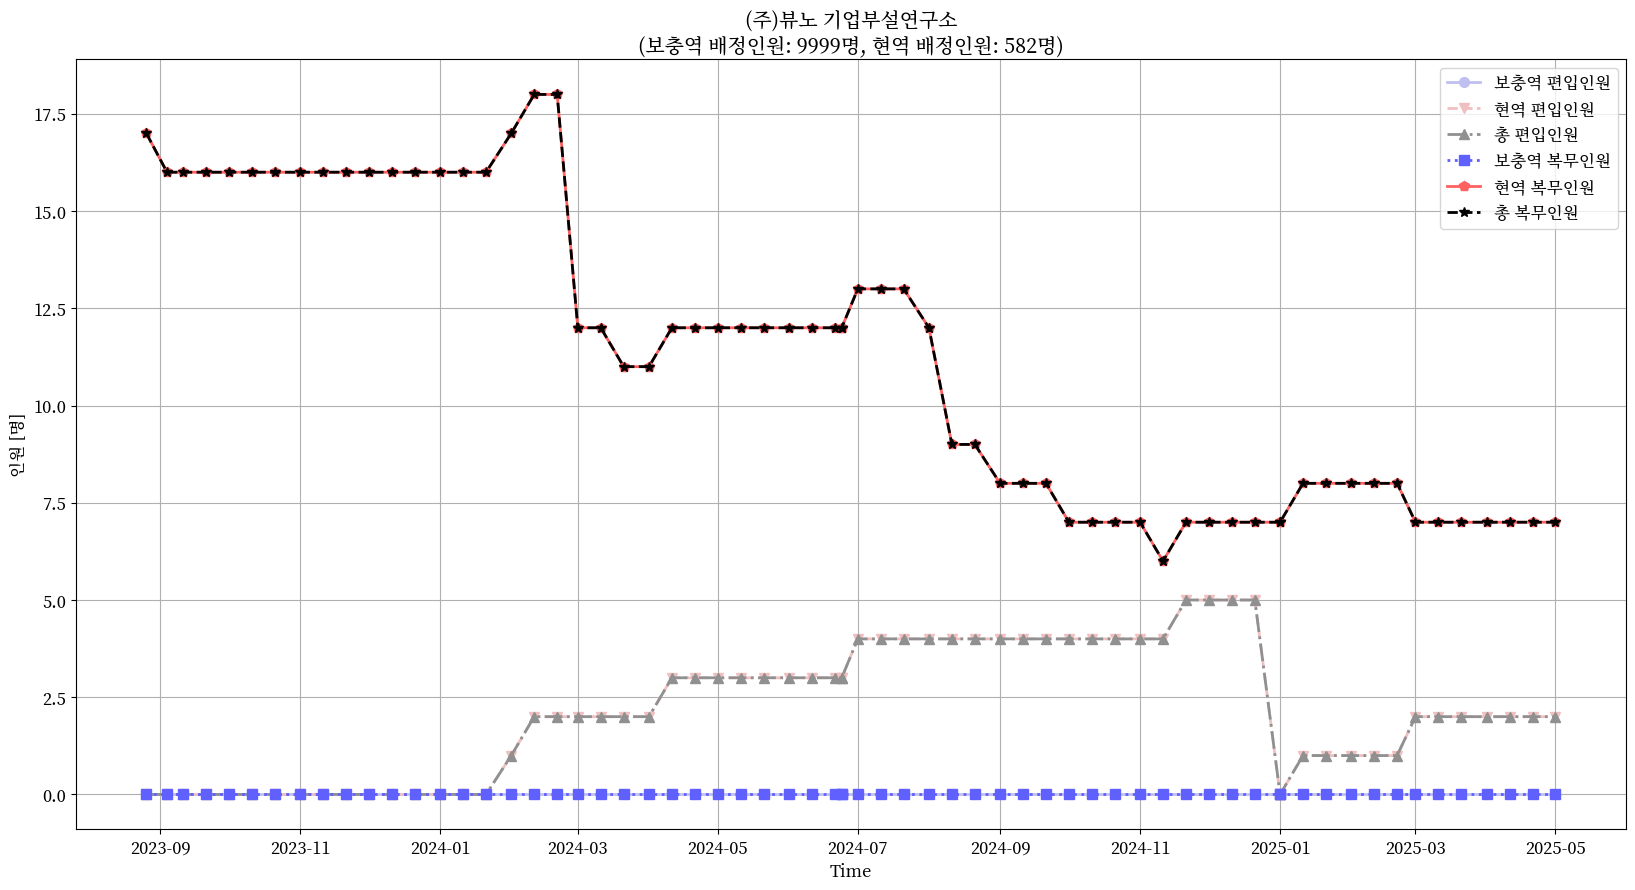 (주)뷰노 기업부설연구소
(보충역 배정인원: 9999명, 현역 배정인원: 582명)
보충역 편입인원
현역 편입인원
총 편입인원
보충역 복무인원
현역 복무인원
총 복무인원
인원 [명]
17.5
15.0
12.5
10.0
7.5
5.0
2.5
0.0
2023-09 2023-11 2024-01 2024-03 2024-05 2024-07 2024-09 2024-11 2025-01 2025-03 2025-05
Time